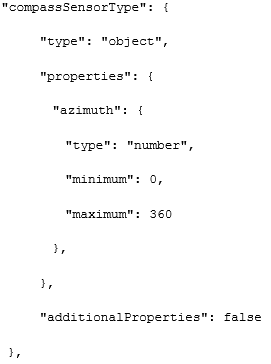 "compassSensorType": {
"type": "object",
"properties": {
"azimuth": {
"type": "number",
"minimum": 0,
"maximum": 360
},
},
"additionalProperties": false
},